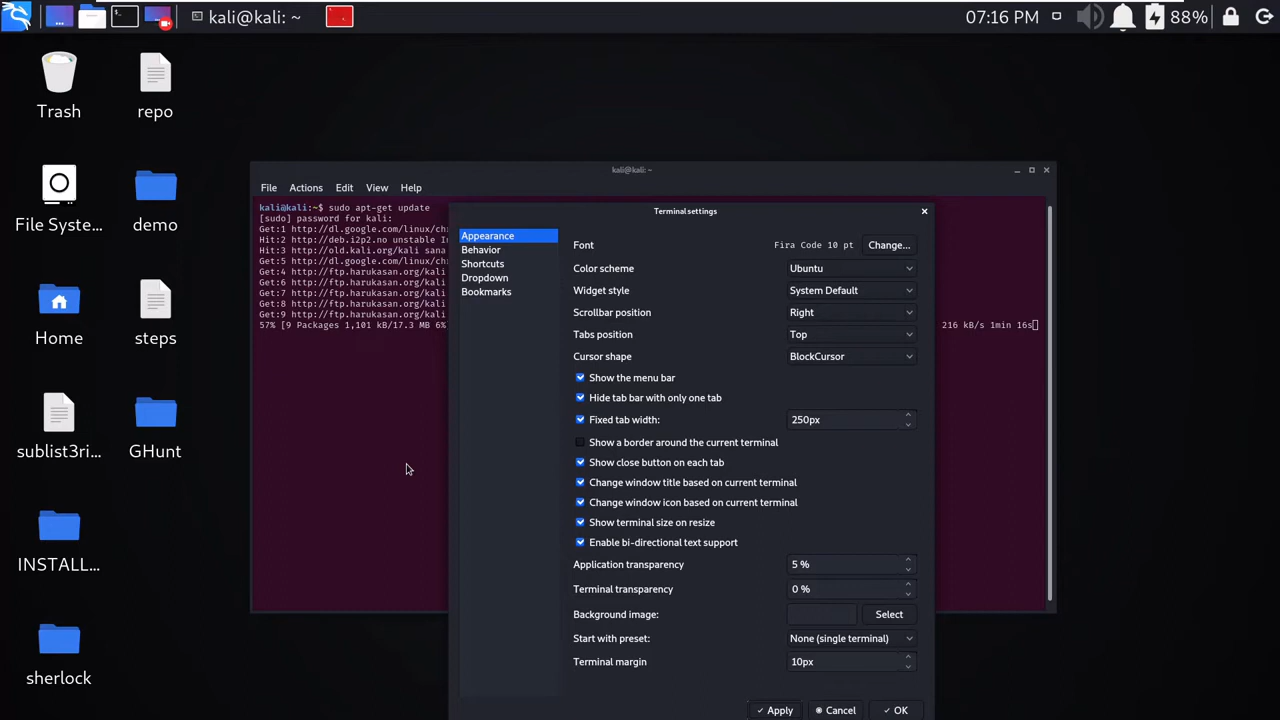 kali@kali: ~
07:16 PM
88%
Trash
repo
File Syste...
demo
Home
steps
sublist3ri...
GHunt
INSTALL...
sherlock
kali@kali: ~
File Actions Edit View Help
kali@kali:~$ sudo apt-get update
[sudo] password for kali:
Get:1 http://dl.google.com/linux/chr
Hit:2 http://deb.i2p2.no unstable In
Hit:3 http://old.kali.org/kali sana
Get:5 http://dl.google.com/linux/chr
Get:4 http://ftp.harukasan.org/kali
Get:6 http://ftp.harukasan.org/kali
Get:7 http://ftp.harukasan.org/kali
Get:8 http://ftp.harukasan.org/kali
Get:9 http://ftp.harukasan.org/kali
57% [9 Packages 1,101 kB/17.3 MB 6% 216 kB/s 1min 16s
Terminal settings
Appearance
Behavior
Shortcuts
Dropdown
Bookmarks
Font Fira Code 10 pt Change...
Color scheme Ubuntu
Widget style System Default
Scrollbar position Right
Tabs position Top
Cursor shape BlockCursor
Show the menu bar
Hide tab bar with only one tab
Fixed tab width: 250px
Show a border around the current terminal
Show close button on each tab
Change window title based on current terminal
Change window icon based on current terminal
Show terminal size on resize
Enable bi-directional text support
Application transparency 5 %
Terminal transparency 0 %
Background image: Select
Start with preset: None (single terminal)
Terminal margin 10px
Apply Cancel OK